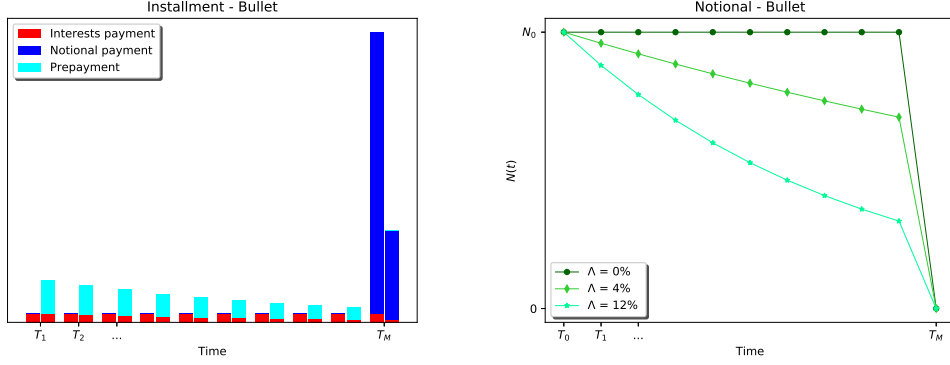 Installment - Bullet
Interests payment
Notional payment
Prepayment
T1 T2 ... TM
Time
Notional - Bullet
N0
N(t)
0
Λ = 0%
Λ = 4%
Λ = 12%
T0 T1 ... TM
Time